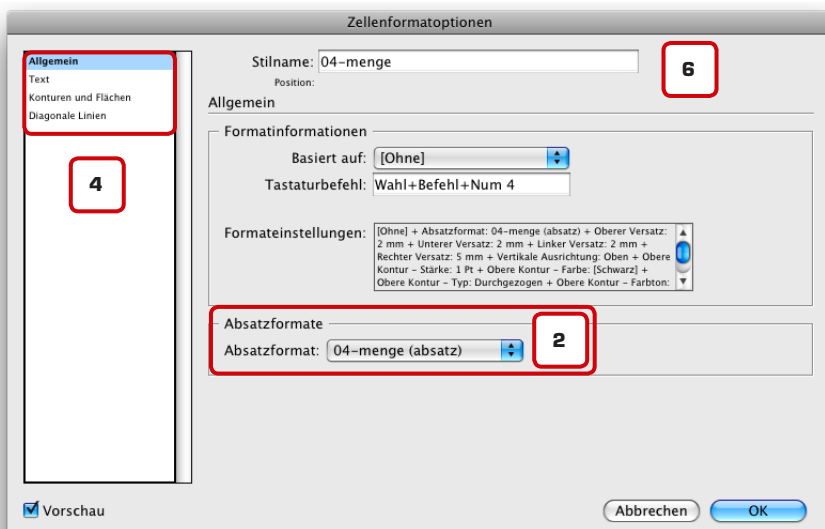 Zellenformatoptionen
Allgemein
Text
Konturen und Flächen
Diagonale Linien
4
Stilname: 04-menge
6
Position:
Allgemein
Formatinformationen
Basiert auf: [Ohne]
Tastaturbefehl: Wahl+Befehl+Num 4
Formateinstellungen: [Ohne] + Absatzformat: 04-menge (absatz) + Oberer Versatz:
2 mm + Unterer Versatz: 2 mm + Linker Versatz: 2 mm +
Rechter Versatz: 5 mm + Vertikale Ausrichtung: Oben + Obere
Kontur - Stärke: 1 Pt + Obere Kontur - Farbe: [Schwarz] +
Obere Kontur - Typ: Durchgezogen + Obere Kontur - Farbton:
Absatzformate
Absatzformat: 04-menge (absatz)
2
Vorschau
Abbrechen
OK